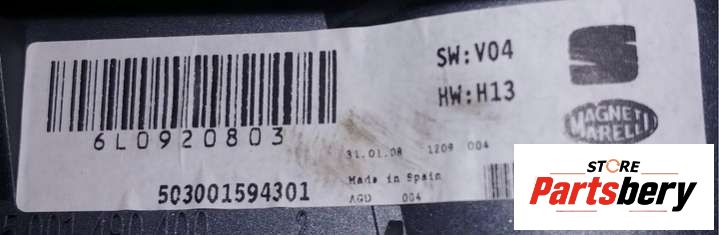 SW:V04
HW:H13
6L0920803
MAGNETI
MARELLI
31.01.08 1209 004
503001594301
Made in Spain
AGD 004
STORE
Partsbery